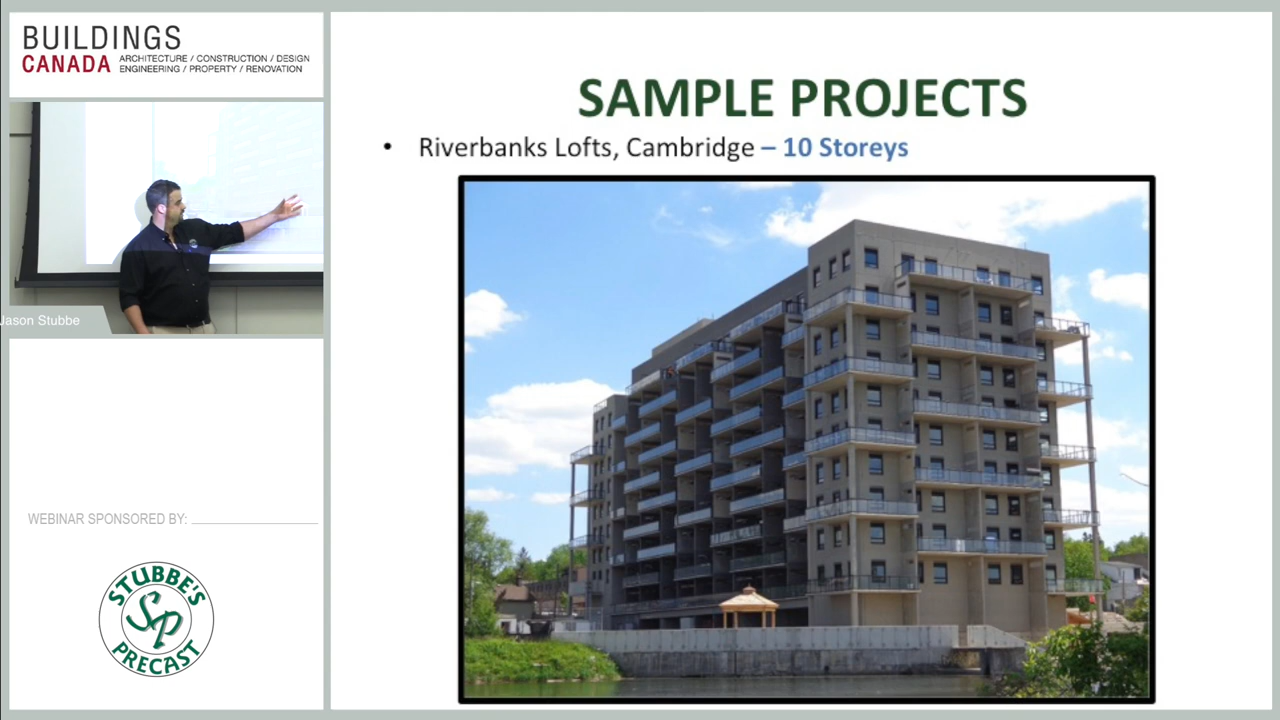 BUILDINGS
CANADA ARCHITECTURE / CONSTRUCTION / DESIGN
ENGINEERING / PROPERTY / RENOVATION
Jason Stubbe
WEBINAR SPONSORED BY:
STUBBE'S
SP
PRECAST
SAMPLE PROJECTS
• Riverbanks Lofts, Cambridge – 10 Storeys